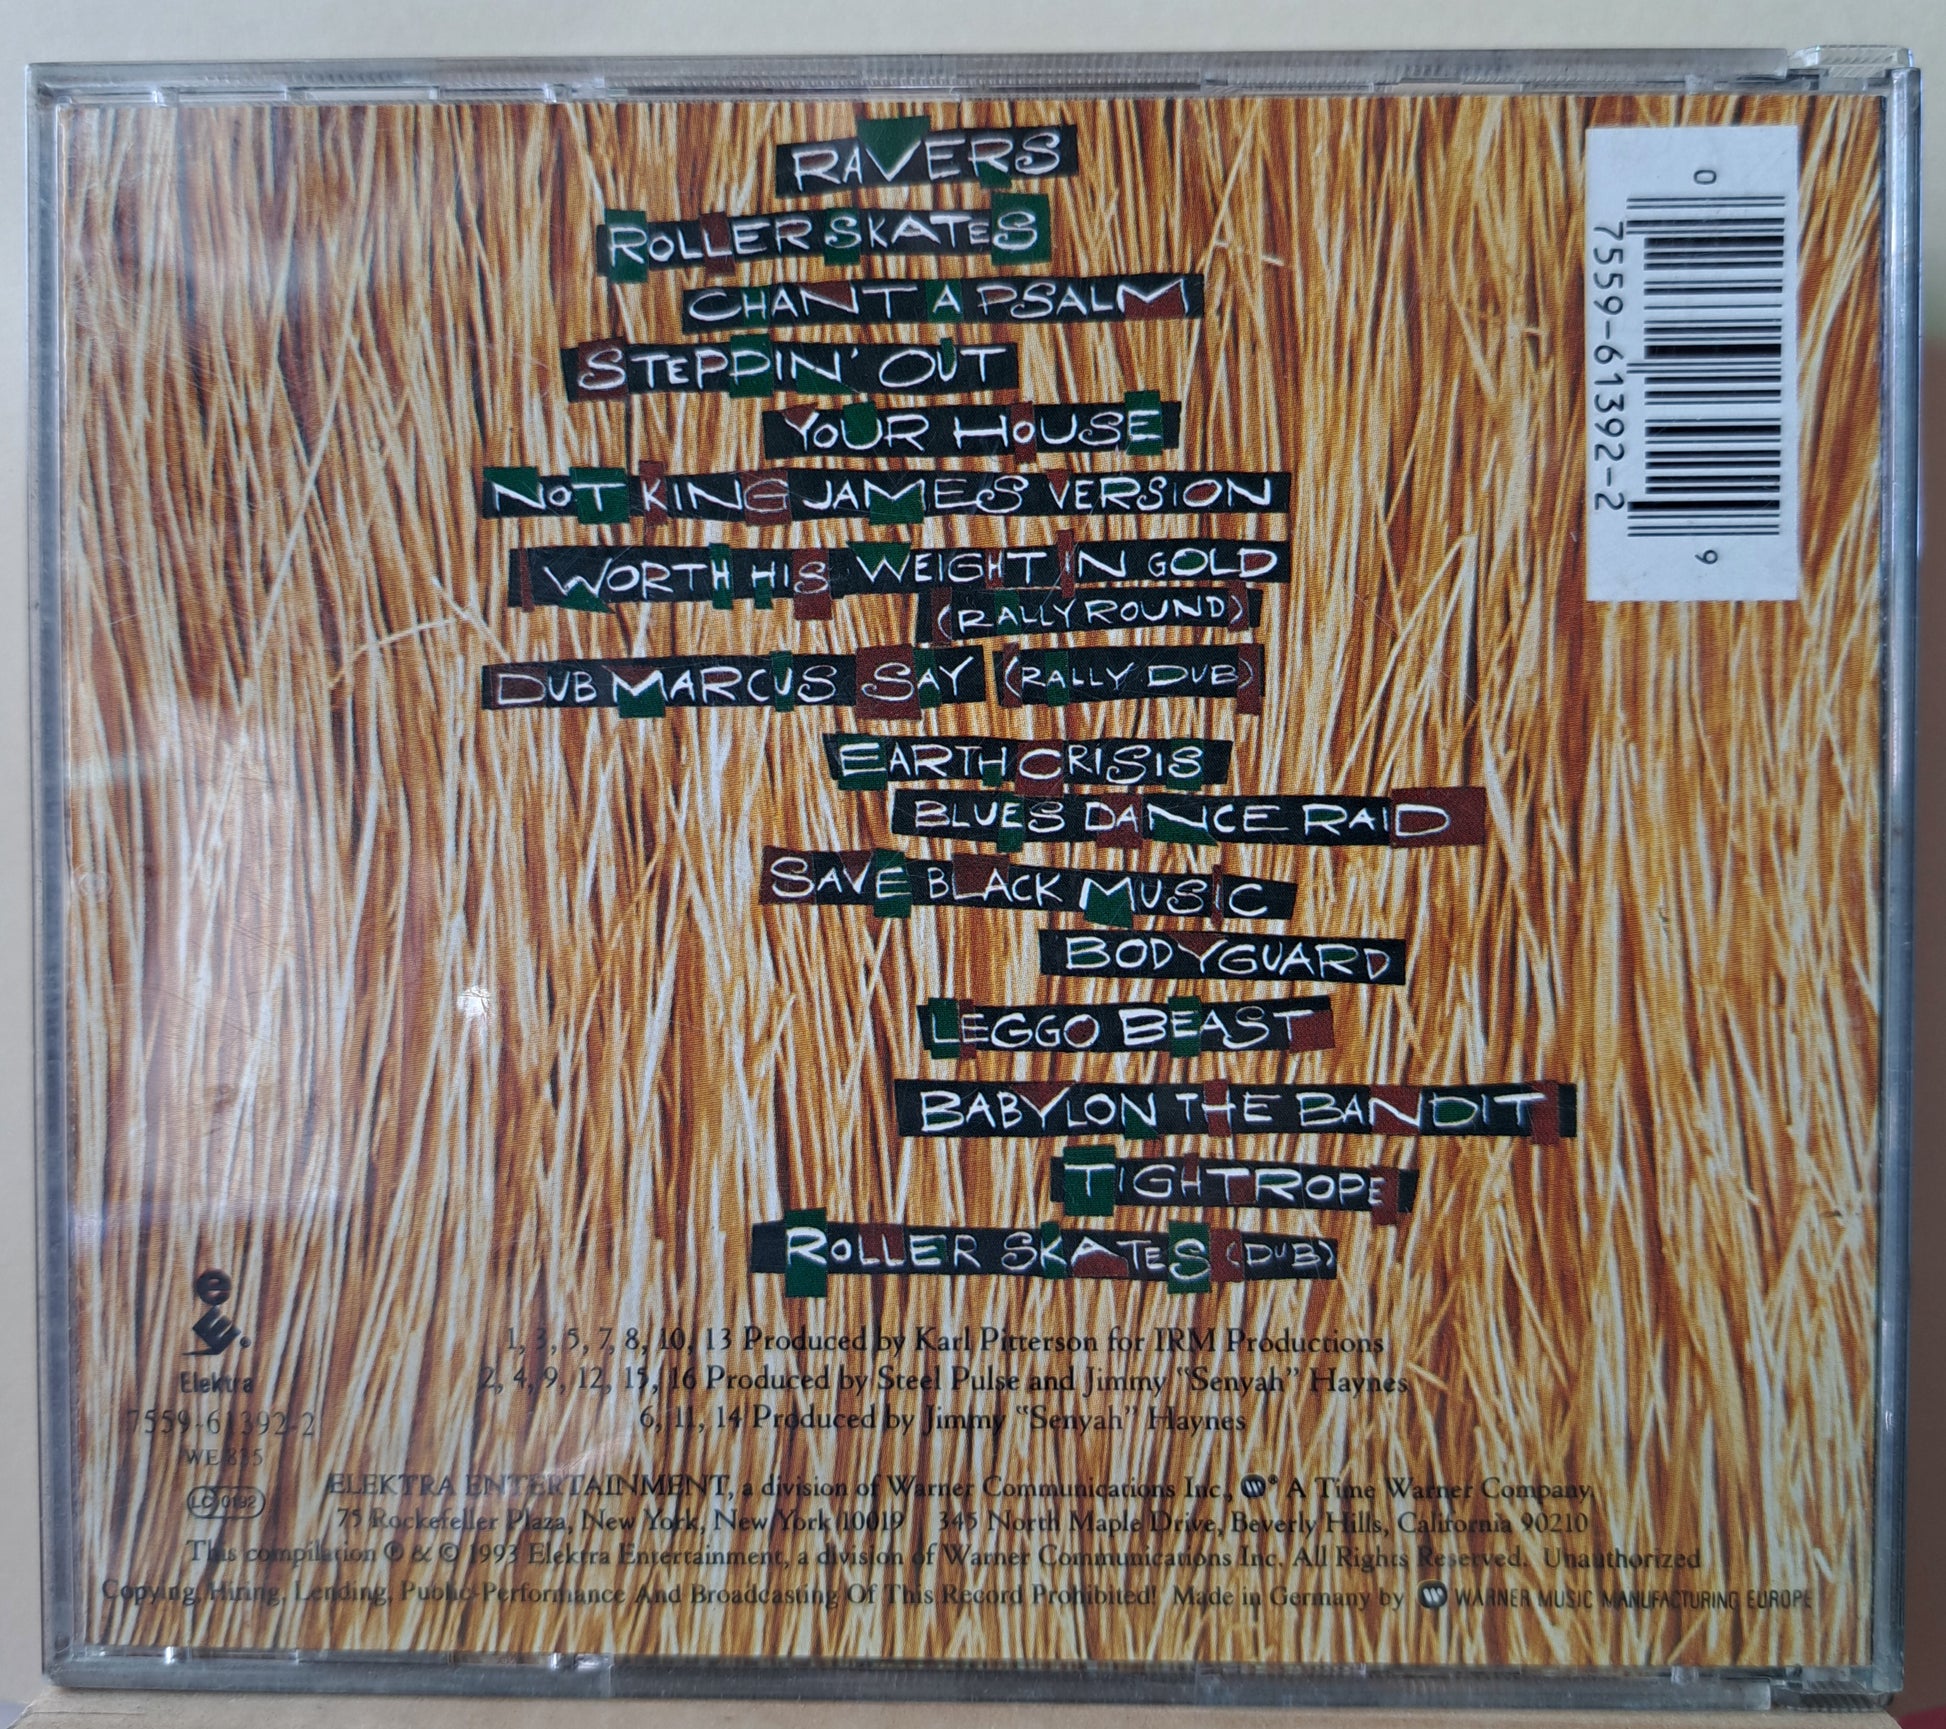 RAVERS
ROLLER SKATES
CHANT A PSALM
STEPPIN' OUT
YOUR HOUSE
NOT KING JAMES VERSION
WORTH HIS WEIGHT IN GOLD
(RALLY ROUND)
DUB MARCUS SAY (RALLY DUB)
EARTH CRISIS
BLUES DANCE RAID
SAVE BLACK MUSIC
BODYGUARD
LEGGO BEAST
BABYLON THE BANDIT
TIGHTROPE
ROLLER SKATES (DUB)
0
7559-61392-2
9
1, 3, 5, 7, 8, 10, 13 Produced by Karl Pitterson for IRM Productions
2, 4, 9, 12, 15, 16 Produced by Steel Pulse and Jimmy "Senyah" Haynes
6, 11, 14 Produced by Jimmy "Senyah" Haynes
Elektra
7559-61392-2
WE 835
LC 0192
ELEKTRA ENTERTAINMENT, a division of Warner Communications Inc., ® A Time Warner Company.
75 Rockefeller Plaza, New York, New York 10019 345 North Maple Drive, Beverly Hills, California 90210
This compilation ℗ & © 1993 Elektra Entertainment, a division of Warner Communications Inc. All Rights Reserved. Unauthorized
Copying, Hiring, Lending, Public Performance And Broadcasting Of This Record Prohibited! Made in Germany by WARNER MUSIC MANUFACTURING EUROPE